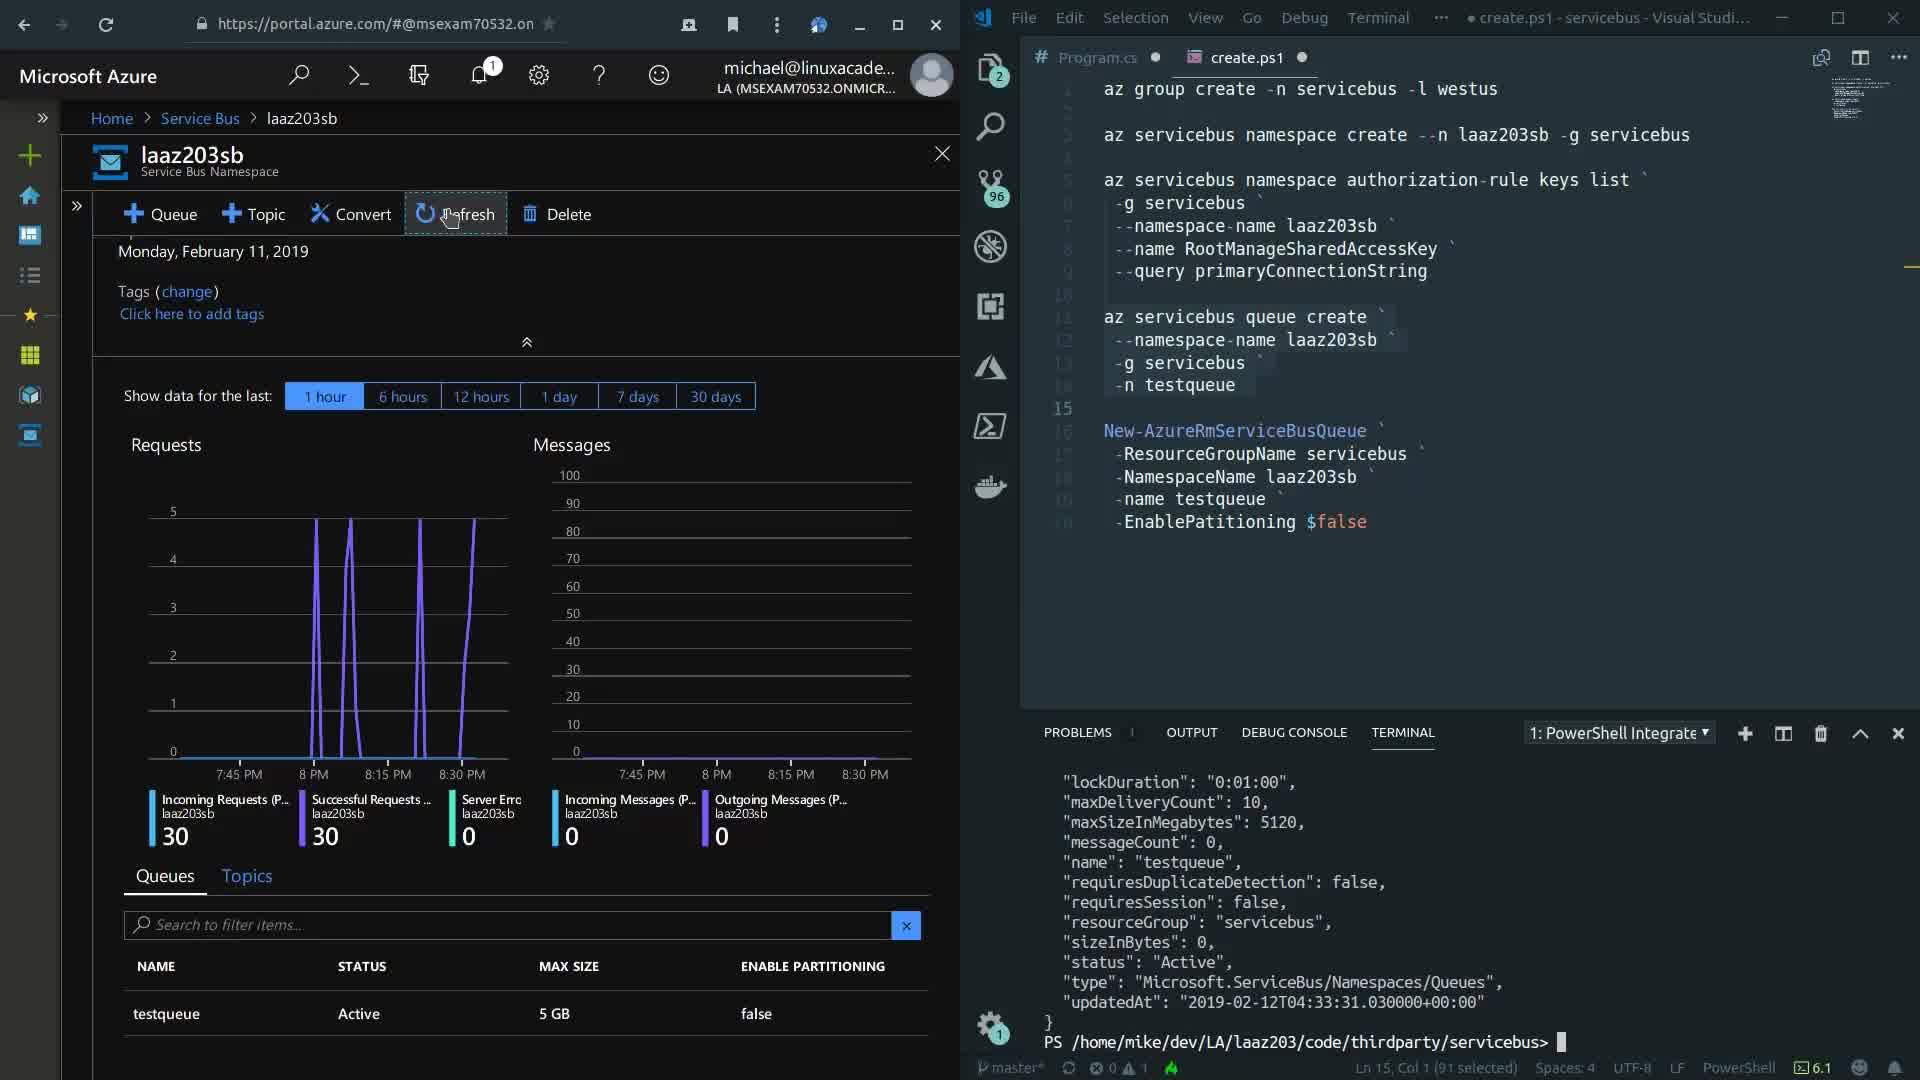 https://portal.azure.com/#@msexam70532.on
Microsoft Azure
1
michael@linuxacade...
LA (MSEXAM70532.ONMICR...
Home > Service Bus > laaz203sb
laaz203sb
Service Bus Namespace
Queue
Topic
Convert
Refresh
Delete
Monday, February 11, 2019
Tags (change)
Click here to add tags
Show data for the last:
1 hour
6 hours
12 hours
1 day
7 days
30 days
Requests
5
4
3
2
1
0
7:45 PM
8 PM
8:15 PM
8:30 PM
Incoming Requests (P...
laaz203sb
30
Successful Requests ...
laaz203sb
30
Server Erro
laaz203sb
0
Messages
100
90
80
70
60
50
40
30
20
10
0
7:45 PM
8 PM
8:15 PM
8:30 PM
Incoming Messages (P...
laaz203sb
0
Outgoing Messages (P...
laaz203sb
0
Queues
Topics
Search to filter items...
NAME STATUS MAX SIZE ENABLE PARTITIONING
testqueue Active 5 GB false
File Edit Selection View Go Debug Terminal ··· ● create.ps1 - servicebus - Visual Studi...
2
96
1
# Program.cs ●
create.ps1 ●
az group create -n servicebus -l westus
az servicebus namespace create --n laaz203sb -g servicebus
az servicebus namespace authorization-rule keys list `
-g servicebus `
--namespace-name laaz203sb `
--name RootManageSharedAccessKey `
--query primaryConnectionString
az servicebus queue create `
--namespace-name laaz203sb `
-g servicebus `
-n testqueue
15
New-AzureRmServiceBusQueue `
-ResourceGroupName servicebus `
-NamespaceName laaz203sb `
-name testqueue `
-EnablePatitioning $false
PROBLEMS
OUTPUT
DEBUG CONSOLE
TERMINAL
1: PowerShell Integrate
"lockDuration": "0:01:00",
"maxDeliveryCount": 10,
"maxSizeInMegabytes": 5120,
"messageCount": 0,
"name": "testqueue",
"requiresDuplicateDetection": false,
"requiresSession": false,
"resourceGroup": "servicebus",
"sizeInBytes": 0,
"status": "Active",
"type": "Microsoft.ServiceBus/Namespaces/Queues",
"updatedAt": "2019-02-12T04:33:31.030000+00:00"
}
PS /home/mike/dev/LA/laaz203/code/thirdparty/servicebus>
master* 0 1 Ln 15, Col 1 (91 selected) Spaces: 4 UTF-8 LF PowerShell 6.1